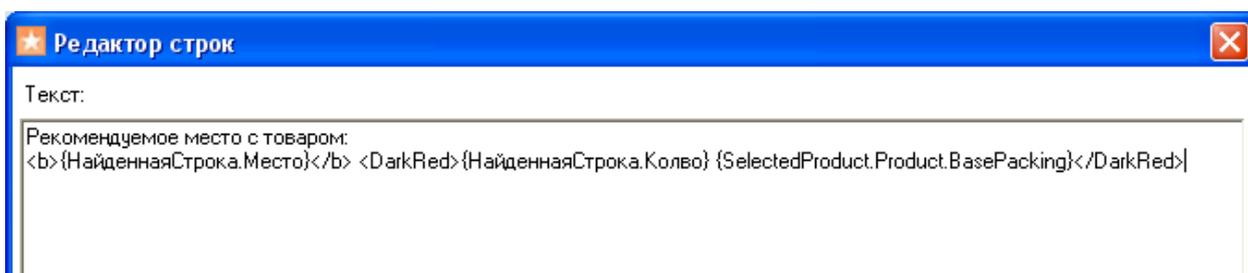 Редактор строк
Текст:
Рекомендуемое место с товаром:
<b>{НайденнаяСтрока.Место}</b> <DarkRed>{НайденнаяСтрока.Колво} {SelectedProduct.Product.BasePacking}</DarkRed>